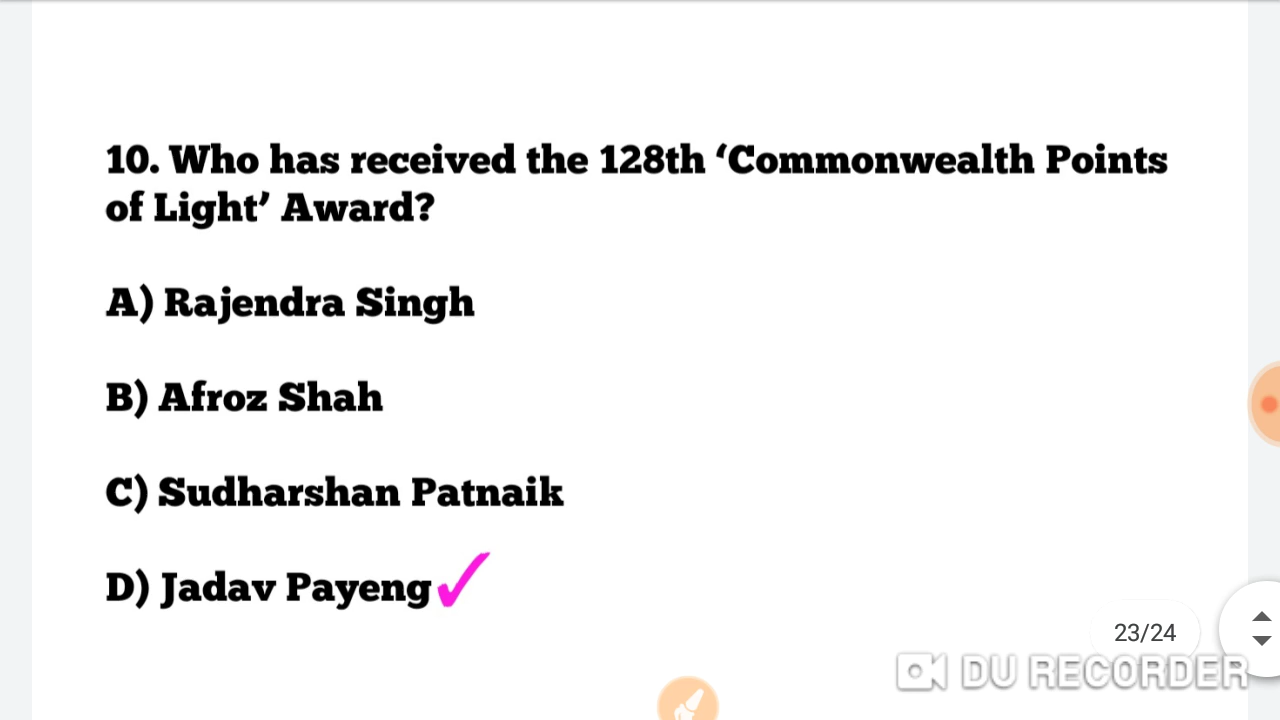 10. Who has received the 128th ‘Commonwealth Points
of Light’ Award?
A) Rajendra Singh
B) Afroz Shah
C) Sudharshan Patnaik
D) Jadav Payeng
23/24
DU RECORDER